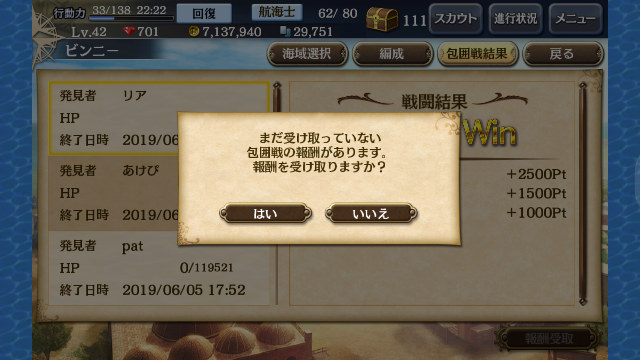 行動力 33/138 22:22 回復 航海士 62/ 80 111 スカウト 進行状況 メニュー
Lv.42 701 7,137,940 29,751
ビンニー 海域選択 編成 包囲戦結果 戻る
発見者 リア
HP
終了日時 2019/06
発見者 あけび
HP
終了日時 2019/06
発見者 pat
HP 0/119521
終了日時 2019/06/05 17:52
まだ受け取っていない
包囲戦の報酬があります。
報酬を受け取りますか？
はい いいえ
戦闘結果
Win
+2500Pt
+1500Pt
+1000Pt
報酬受取